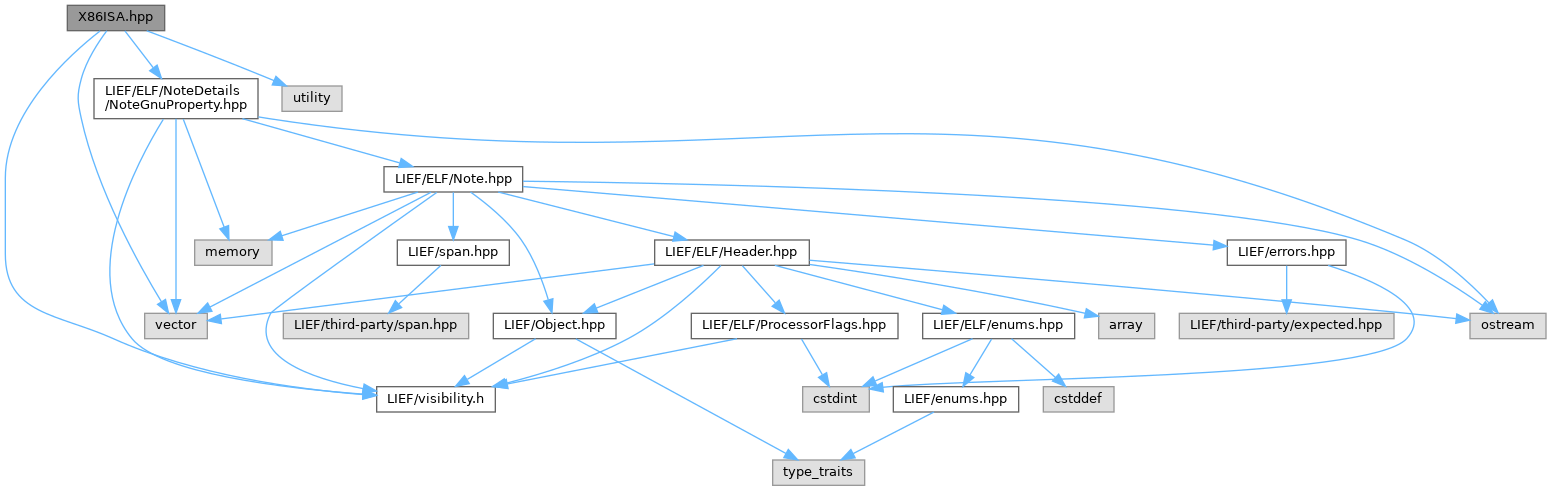 X86ISA.hpp
LIEF/ELF/NoteDetails
/NoteGnuProperty.hpp
utility
LIEF/ELF/Note.hpp
memory
LIEF/span.hpp
LIEF/ELF/Header.hpp
LIEF/errors.hpp
vector
LIEF/third-party/span.hpp
LIEF/Object.hpp
LIEF/ELF/ProcessorFlags.hpp
LIEF/ELF/enums.hpp
array
LIEF/third-party/expected.hpp
ostream
LIEF/visibility.h
cstdint
LIEF/enums.hpp
cstddef
type_traits